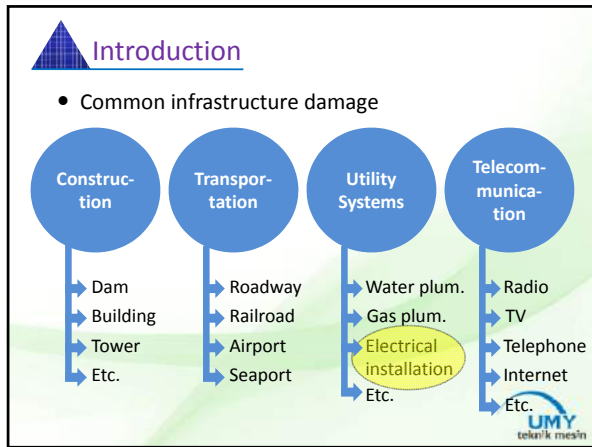 Introduction
• Common infrastructure damage
Construc-
tion
Dam
Building
Tower
Etc.
Transpor-
tation
Roadway
Railroad
Airport
Seaport
Utility
Systems
Water plum.
Gas plum.
Electrical
installation
Etc.
Telecom-
munica-
tion
Radio
TV
Telephone
Internet
Etc.
UMY
teknik mesin